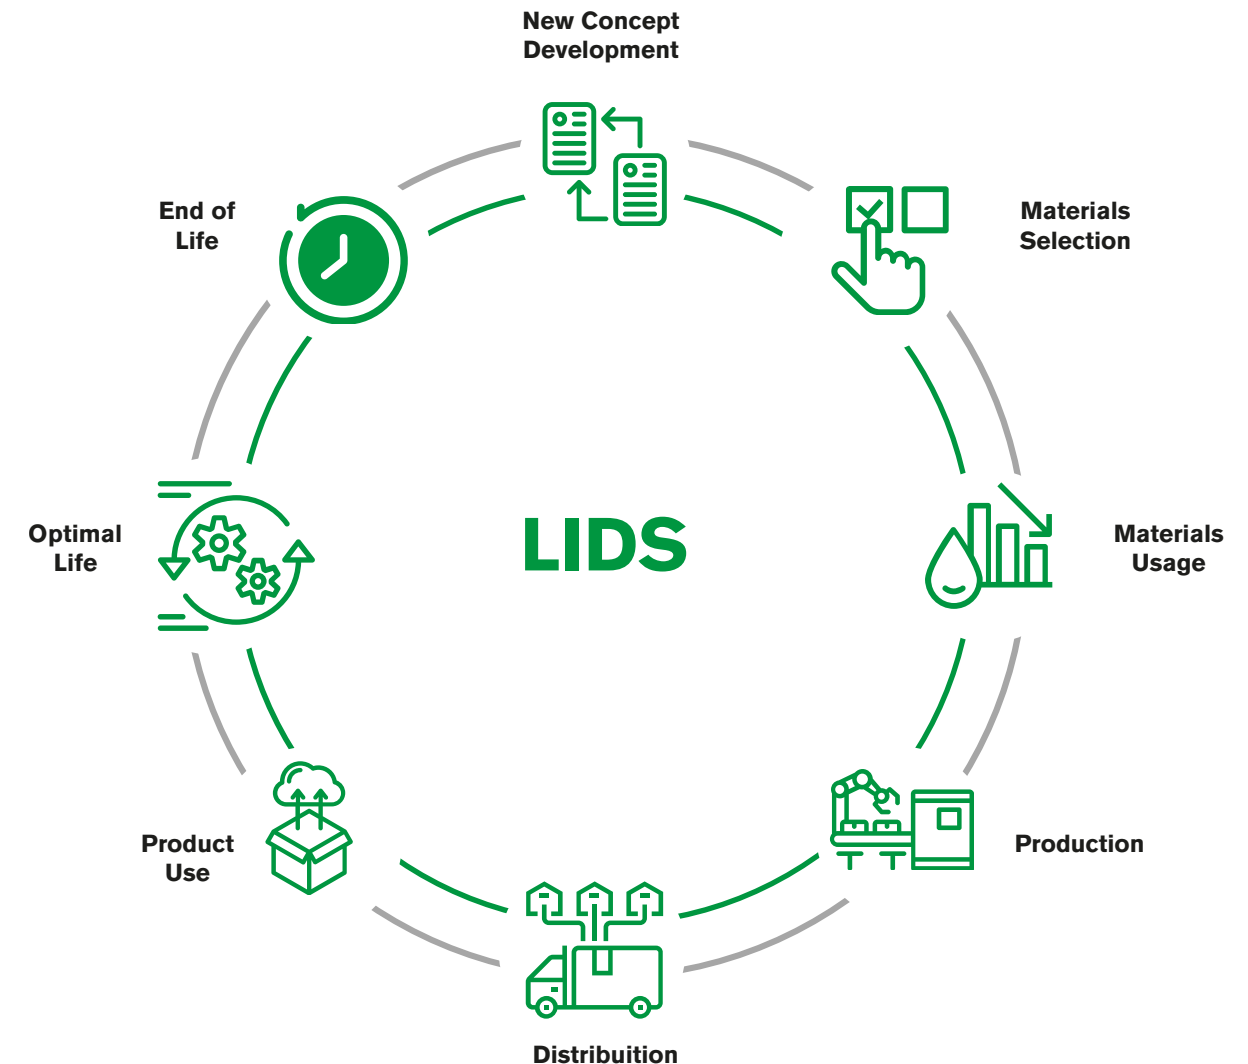 New Concept
Development
Materials
Selection
Materials
Usage
Production
Distribuition
Product
Use
Optimal
Life
End of
Life
LIDS